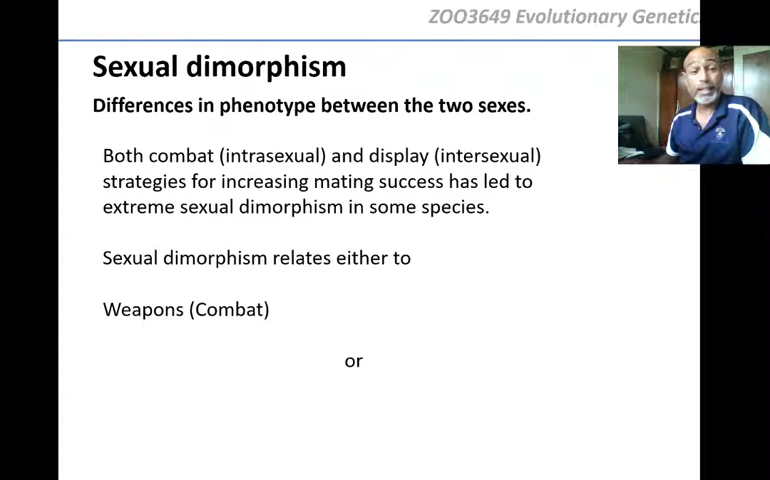 ZOO3649 Evolutionary Genetics
Sexual dimorphism
Differences in phenotype between the two sexes.
Both combat (intrasexual) and display (intersexual)
strategies for increasing mating success has led to
extreme sexual dimorphism in some species.
Sexual dimorphism relates either to
Weapons (Combat)
or